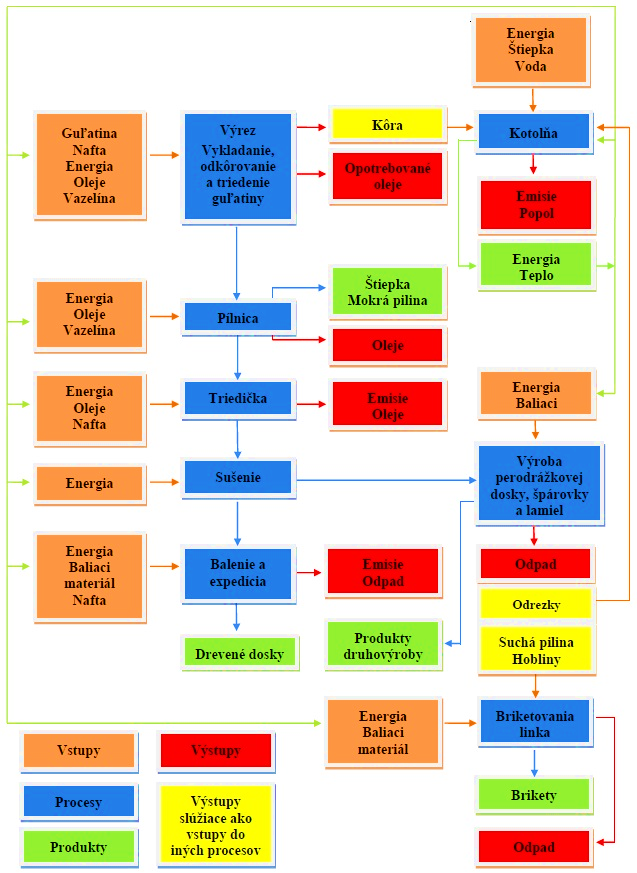 Energia
Štiepka
Voda
Guľatina
Nafta
Energia
Oleje
Vazelína
Výrez
Vykladanie,
odkôrovanie
a triedenie
guľatiny
Kôra
Kotolňa
Opotrebované
oleje
Emisie
Popol
Energia
Teplo
Energia
Oleje
Vazelína
Pílnica
Štiepka
Mokrá pilina
Oleje
Energia
Oleje
Nafta
Triedička
Emisie
Oleje
Energia
Baliaci
Energia
Sušenie
Výroba
perodrážkovej
dosky, špárovky
a lamiel
Energia
Baliaci
materiál
Nafta
Balenie a
expedícia
Emisie
Odpad
Odpad
Odrezky
Drevené dosky
Produkty
druhovýroby
Suchá pilina
Hobliny
Energia
Baliaci
materiál
Briketovania
linka
Brikety
Odpad
Vstupy
Výstupy
Procesy
Výstupy
slúžiace ako
vstupy do
iných procesov
Produkty